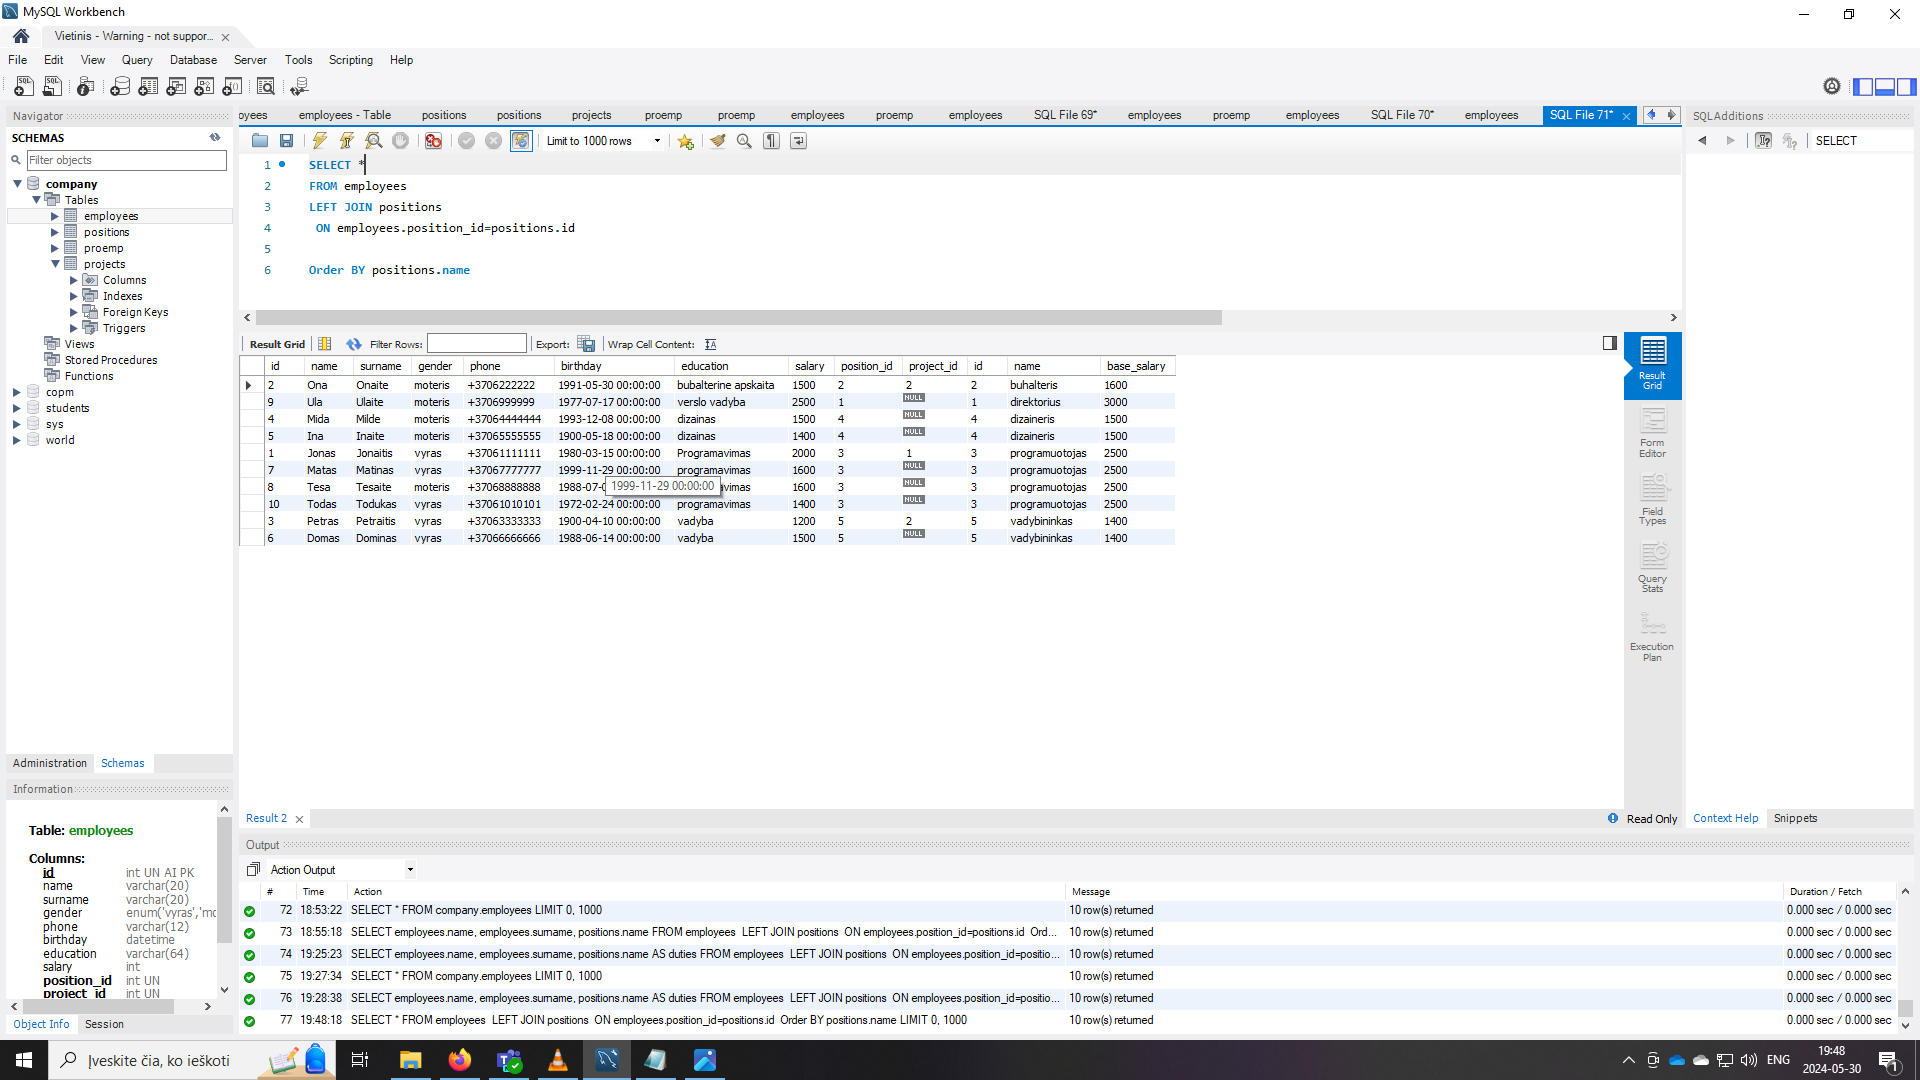 MySQL Workbench
Vietinis - Warning - not suppor...
File Edit View Query Database Server Tools Scripting Help
Navigator
SCHEMAS
Filter objects
company
Tables
employees
positions
proemp
projects
Columns
Indexes
Foreign Keys
Triggers
Views
Stored Procedures
Functions
copm
students
sys
world
Administration Schemas
Information
Table: employees
Columns:
id int UN AI PK
name varchar(20)
surname varchar(20)
gender enum('vyras','mo
phone varchar(12)
birthday datetime
education varchar(64)
salary int
position_id int UN
project_id int UN
Object Info Session
oyees employees - Table positions positions projects proemp proemp employees proemp employees SQL File 69* employees proemp employees SQL File 70* employees SQL File 71*
Limit to 1000 rows
1 SELECT *
2 FROM employees
3 LEFT JOIN positions
4 ON employees.position_id=positions.id
5
6 Order BY positions.name
Result Grid Filter Rows: Export: Wrap Cell Content:
id name surname gender phone birthday education salary position_id project_id id name base_salary
2 Ona Onaite moteris +3706222222 1991-05-30 00:00:00 bubalterine apskaita 1500 2 2 2 buhalteris 1600
9 Ula Ulaite moteris +3706999999 1977-07-17 00:00:00 verslo vadyba 2500 1 NULL 1 direktorius 3000
4 Mida Milde moteris +37064444444 1993-12-08 00:00:00 dizainas 1500 4 NULL 4 dizaineris 1500
5 Ina Inaite moteris +37065555555 1900-05-18 00:00:00 dizainas 1400 4 NULL 4 dizaineris 1500
1 Jonas Jonaitis vyras +37061111111 1980-03-15 00:00:00 Programavimas 2000 3 1 3 programuotojas 2500
7 Matas Matinas vyras +37067777777 1999-11-29 00:00:00 programavimas 1600 3 NULL 3 programuotojas 2500
8 Tesa Tesaite moteris +37068888888 1988-07-0 avimas 1600 3 NULL 3 programuotojas 2500
1999-11-29 00:00:00
10 Todas Todukas vyras +37061010101 1972-02-24 00:00:00 programavimas 1400 3 NULL 3 programuotojas 2500
3 Petras Petraitis vyras +37063333333 1900-04-10 00:00:00 vadyba 1200 5 2 5 vadybininkas 1400
6 Domas Dominas vyras +37066666666 1988-06-14 00:00:00 vadyba 1500 5 NULL 5 vadybininkas 1400
Result Grid
Form Editor
Field Types
Query Stats
Execution Plan
Result 2
Read Only
SQLAdditions
SELECT
Context Help Snippets
Output
Action Output
# Time Action Message Duration / Fetch
72 18:53:22 SELECT * FROM company.employees LIMIT 0, 1000 10 row(s) returned 0.000 sec / 0.000 sec
73 18:55:18 SELECT employees.name, employees.surname, positions.name FROM employees LEFT JOIN positions ON employees.position_id=positions.id Ord... 10 row(s) returned 0.000 sec / 0.000 sec
74 19:25:23 SELECT employees.name, employees.surname, positions.name AS duties FROM employees LEFT JOIN positions ON employees.position_id=positio... 10 row(s) returned 0.000 sec / 0.000 sec
75 19:27:34 SELECT * FROM company.employees LIMIT 0, 1000 10 row(s) returned 0.000 sec / 0.000 sec
76 19:28:38 SELECT employees.name, employees.surname, positions.name AS duties FROM employees LEFT JOIN positions ON employees.position_id=positio... 10 row(s) returned 0.000 sec / 0.000 sec
77 19:48:18 SELECT * FROM employees LEFT JOIN positions ON employees.position_id=positions.id Order BY positions.name LIMIT 0, 1000 10 row(s) returned 0.000 sec / 0.000 sec
Įveskite čia, ko ieškoti
ENG
19:48
2024-05-30
1